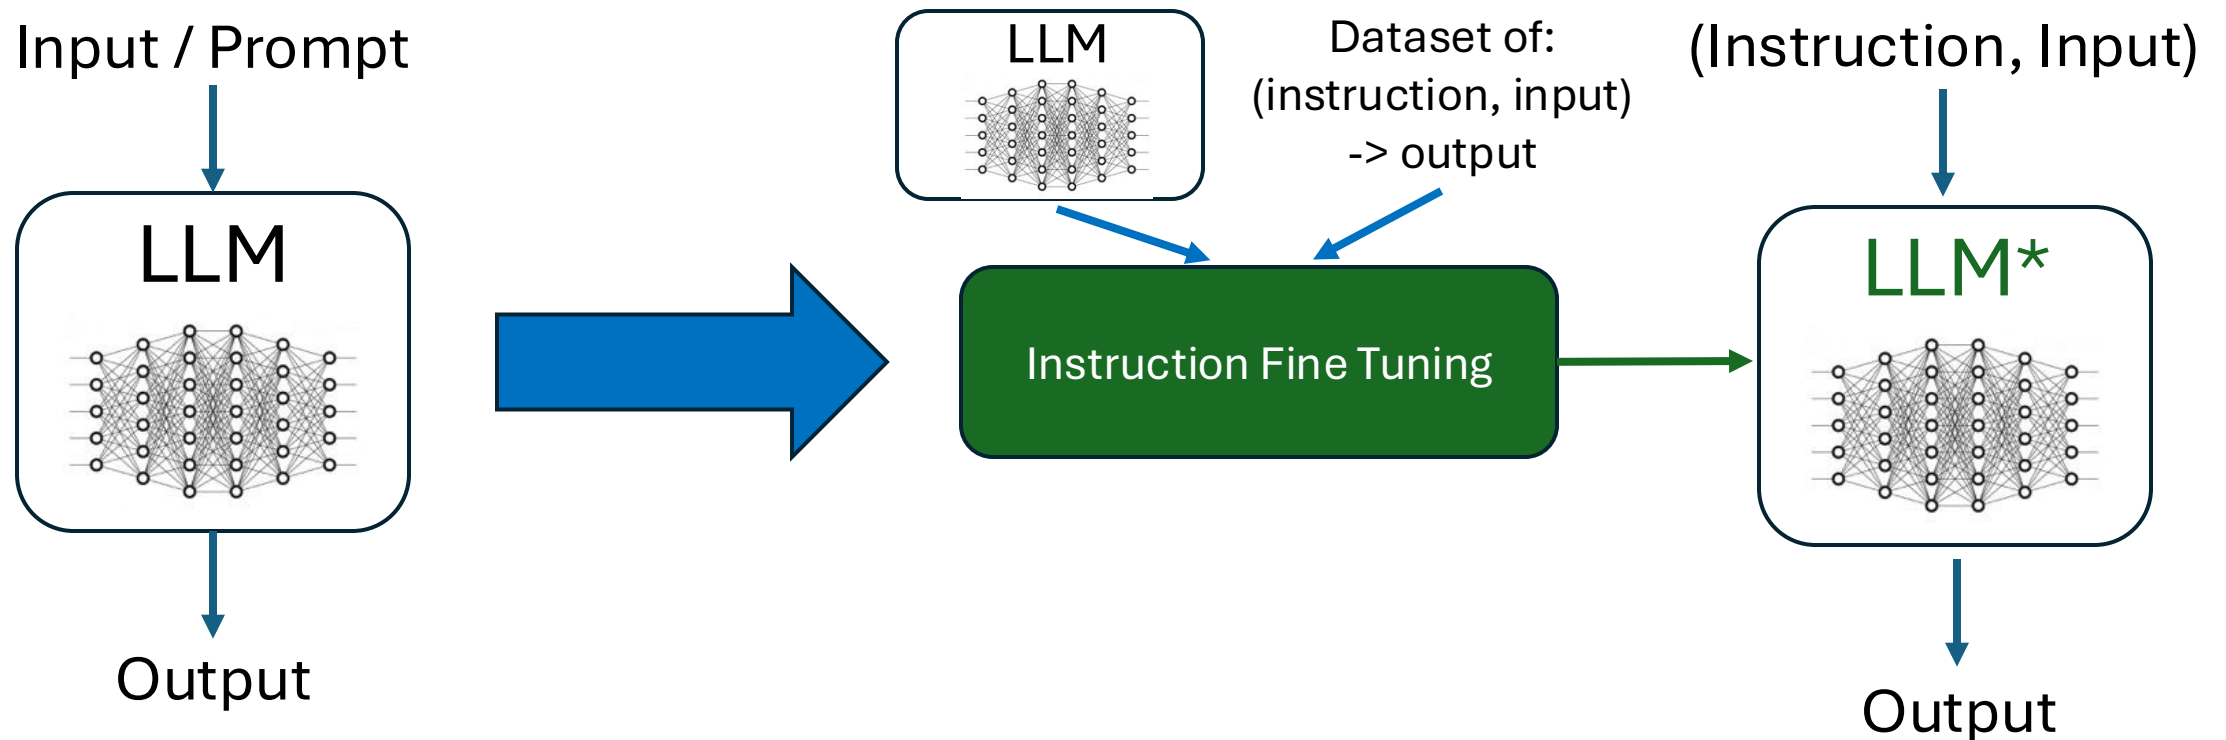 Input / Prompt
LLM
Output
LLM
Dataset of:
(instruction, input)
-> output
Instruction Fine Tuning
(Instruction, Input)
LLM*
Output